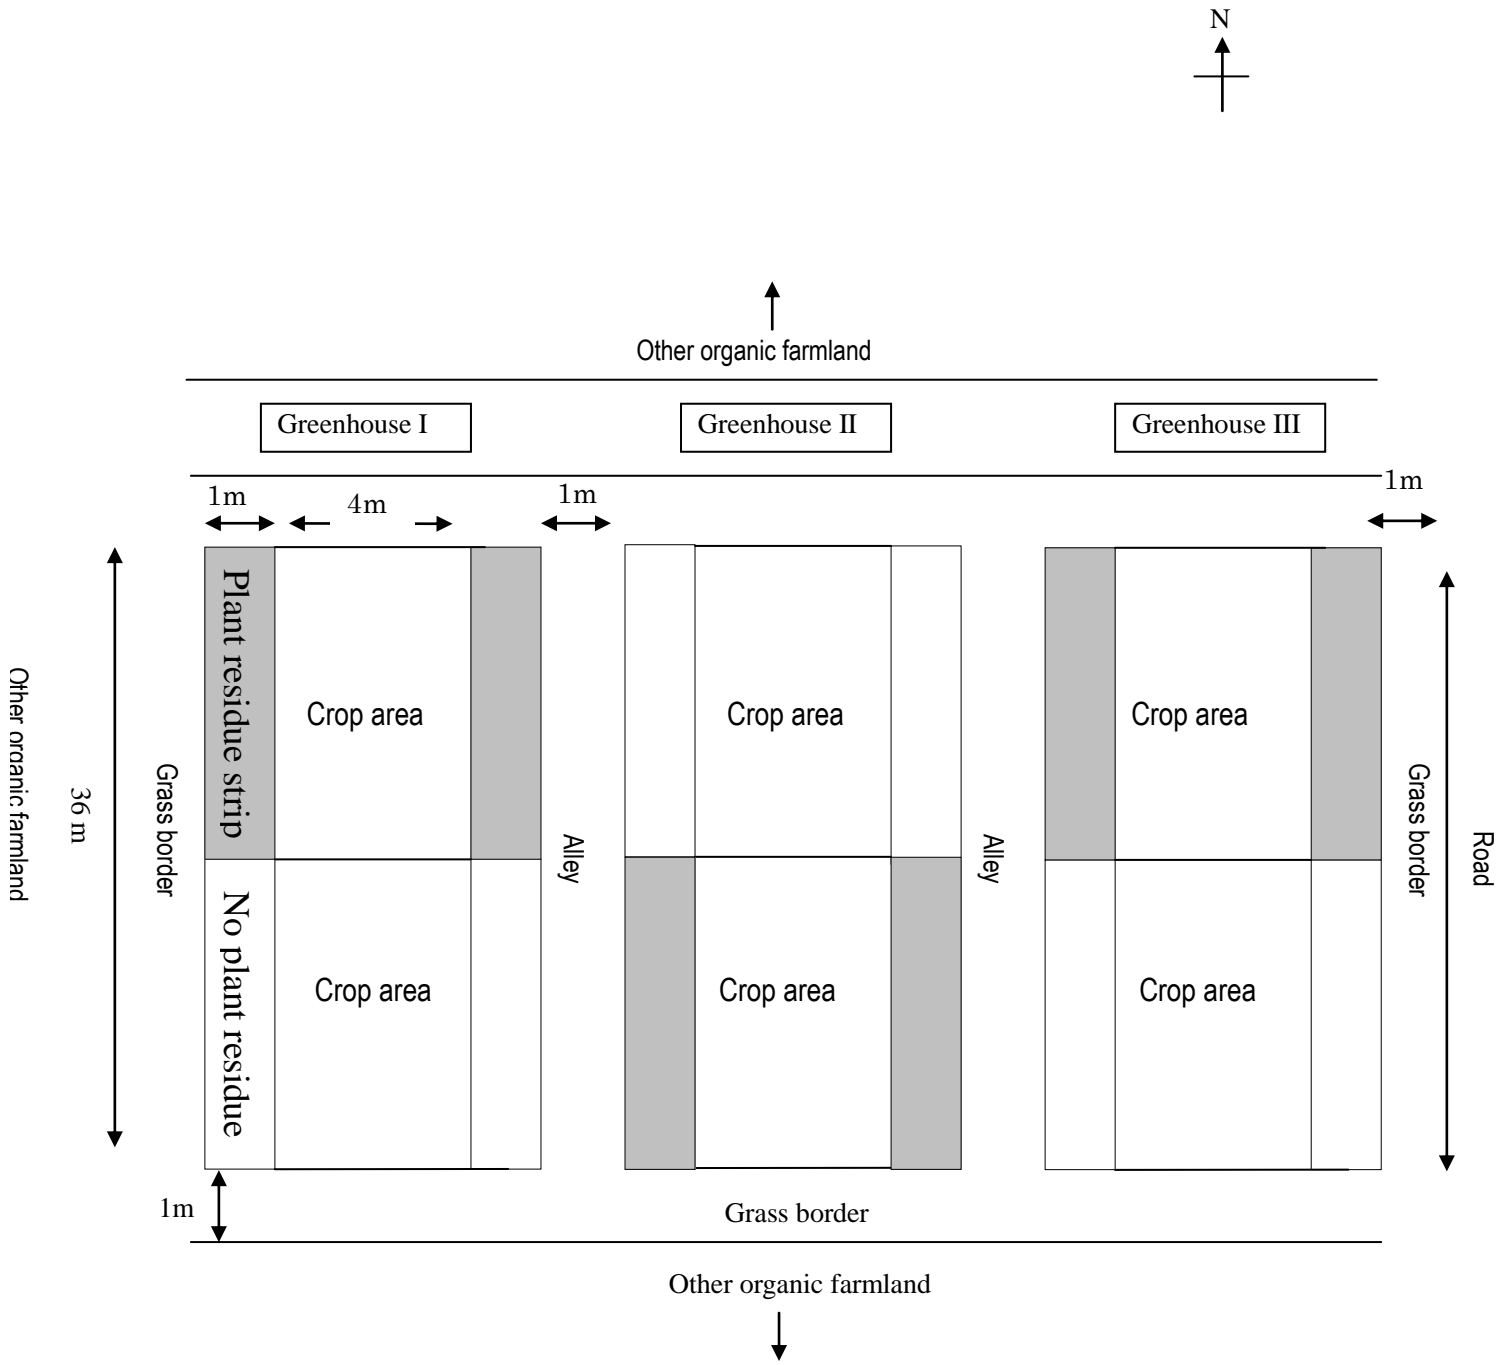 N
Other organic farmland
Greenhouse I
Greenhouse II
Greenhouse III
1m
4m
1m
1m
Plant residue strip
Crop area
Crop area
Crop area
Other organic farmland
36 m
Grass border
Alley
Alley
Grass border
Road
No plant residue
Crop area
Crop area
Crop area
1m
Grass border
Other organic farmland